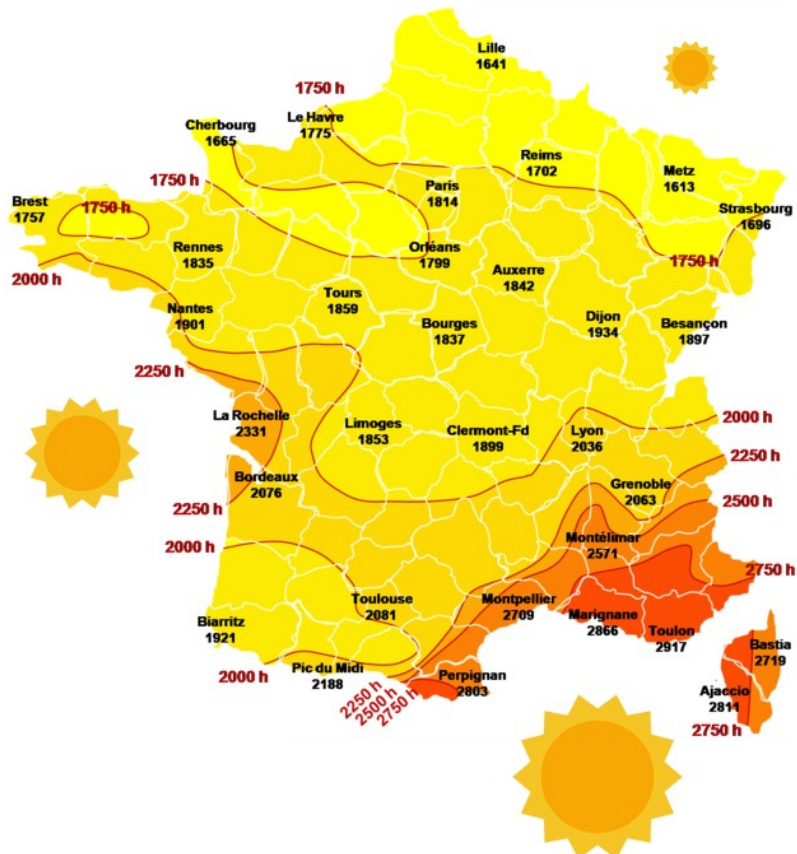 Lille
1641
1750 h
Le Havre
1775
Cherbourg
1665
Reims
1702
Metz
1613
1750 h
Paris
1814
Brest
1757
1750 h
Strasbourg
1696
Rennes
1835
Orléans
1799
1750 h
2000 h
Auxerre
1842
Tours
1859
Nantes
1901
Bourges
1837
Dijon
1934
Besançon
1897
2250 h
La Rochelle
2331
Limoges
1853
Clermont-Fd
1899
Lyon
2036
2000 h
2250 h
Bordeaux
2076
Grenoble
2063
2500 h
2250 h
Montélimar
2571
2000 h
2750 h
Toulouse
2081
Montpellier
2709
Marignane
2866
Toulon
2917
Biarritz
1921
Bastia
2719
2000 h
Pic du Midi
2188
2250 h
2500 h
2750 h
Perpignan
2803
Ajaccio
2811
2750 h